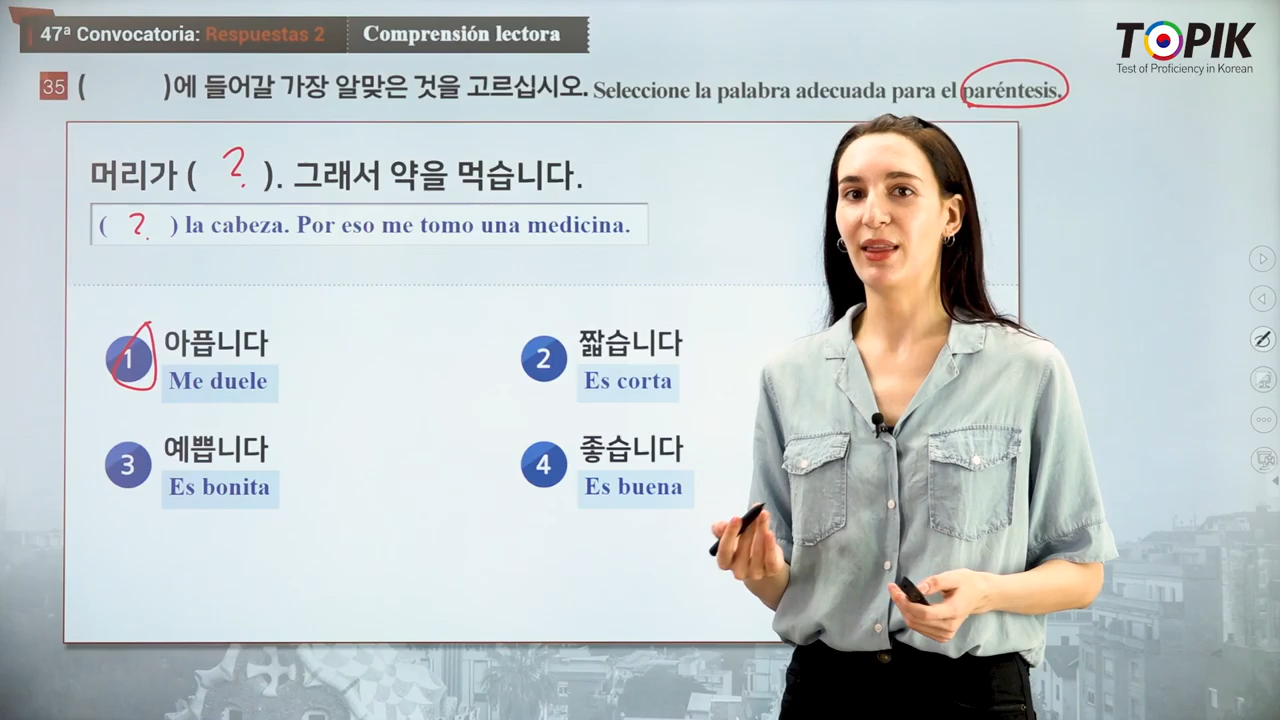 47ª Convocatoria: Respuestas 2 Comprensión lectora
TOPIK
Test of Proficiency in Korean
35 ( )에 들어갈 가장 알맞은 것을 고르십시오. Seleccione la palabra adecuada para el paréntesis.
머리가 ( ? ). 그래서 약을 먹습니다.
( ? ) la cabeza. Por eso me tomo una medicina.
1 아픕니다
Me duele
2 짧습니다
Es corta
3 예쁩니다
Es bonita
4 좋습니다
Es buena